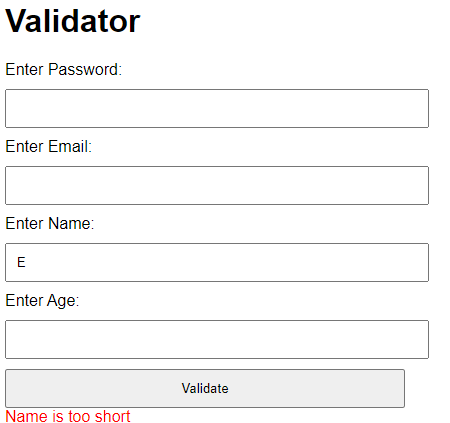 Validator
Enter Password:
Enter Email:
Enter Name:
E
Enter Age:
Validate
Name is too short